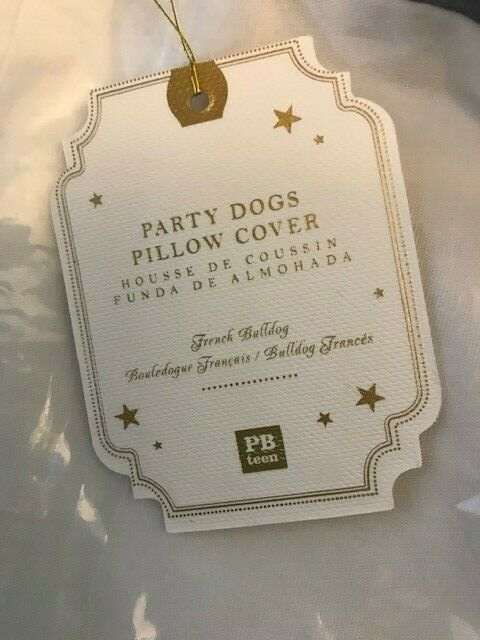 PARTY DOGS
PILLOW COVER
HOUSSE DE COUSSIN
FUNDA DE ALMOHADA
French Bulldog
Bouledogue Français / Bulldog Francés
PB
teen